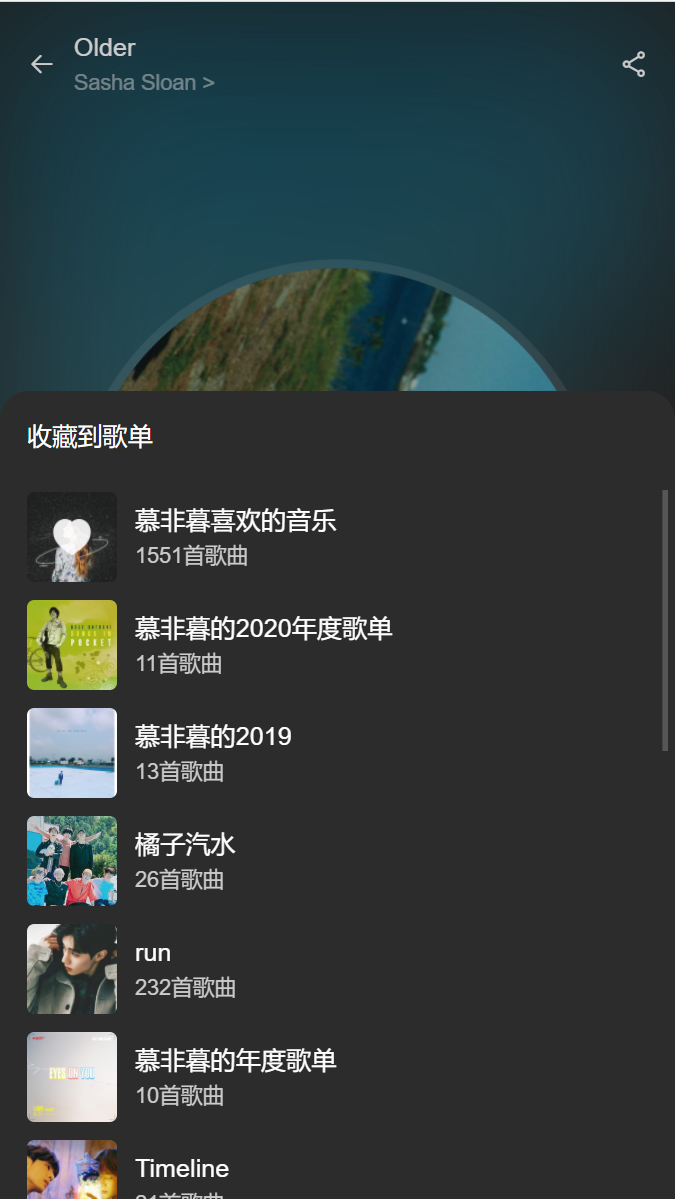 Older
Sasha Sloan >
收藏到歌单
慕非暮喜欢的音乐
1551首歌曲
慕非暮的2020年度歌单
11首歌曲
POCKET
慕非暮的2019
13首歌曲
橘子汽水
26首歌曲
run
232首歌曲
慕非暮的年度歌单
10首歌曲
EYES ON YOU
Timeline